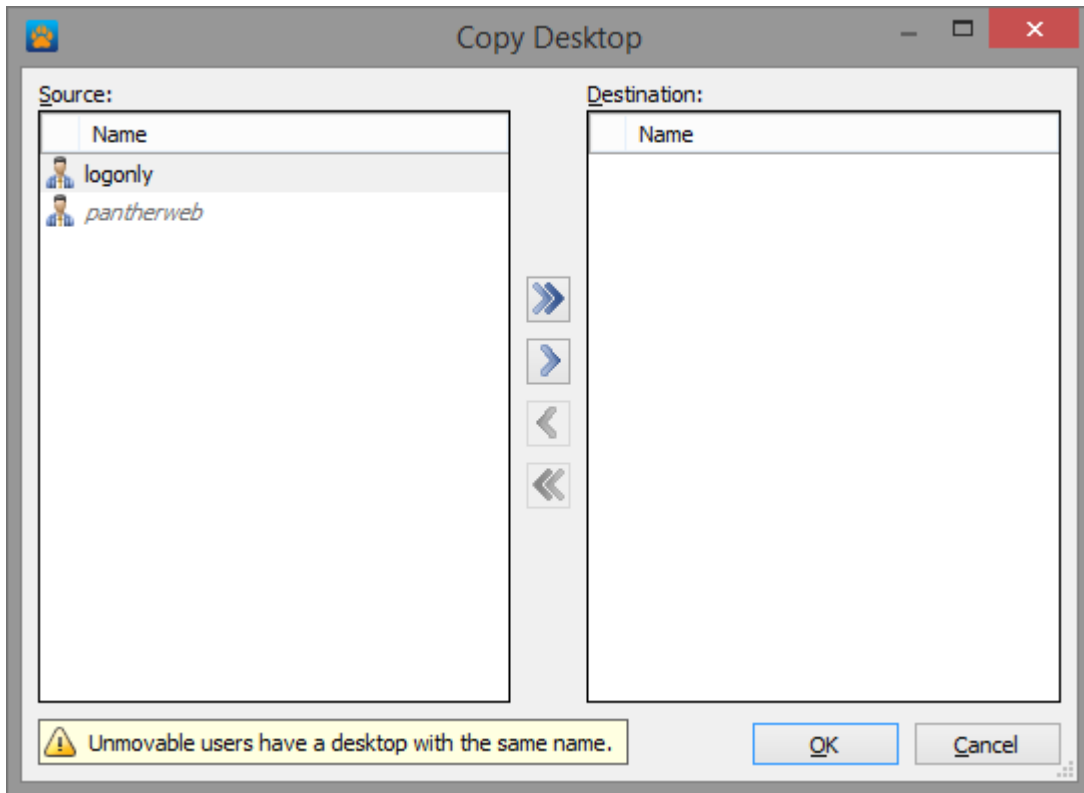 Copy Desktop
Source:
Destination:
Name
Name
logonly
pantherweb
Unmovable users have a desktop with the same name.
OK
Cancel